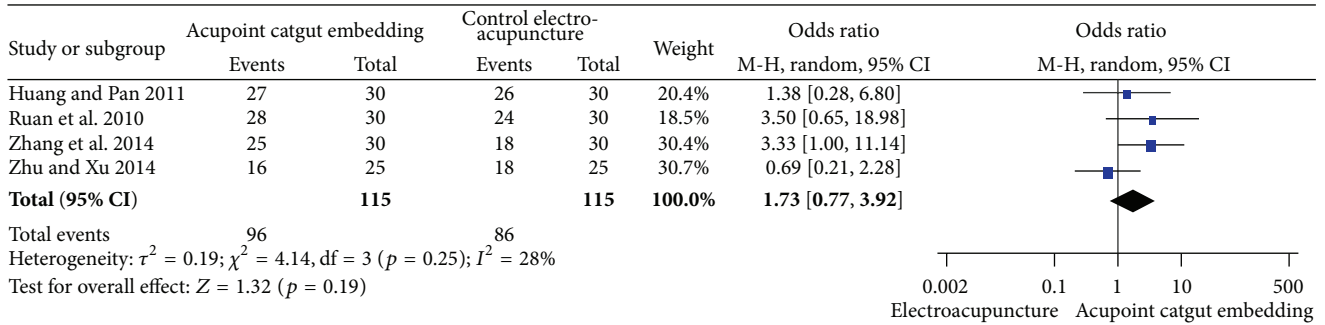 Study or subgroup Acupoint catgut embedding Control electro-acupuncture Weight Odds ratio Odds ratio
Events Total Events Total M-H, random, 95% CI M-H, random, 95% CI
Huang and Pan 2011 27 30 26 30 20.4% 1.38 [0.28, 6.80]
Ruan et al. 2010 28 30 24 30 18.5% 3.50 [0.65, 18.98]
Zhang et al. 2014 25 30 18 30 30.4% 3.33 [1.00, 11.14]
Zhu and Xu 2014 16 25 18 25 30.7% 0.69 [0.21, 2.28]
Total (95% CI) 115 115 100.0% 1.73 [0.77, 3.92]
Total events 96 86
Heterogeneity: τ² = 0.19; χ² = 4.14, df = 3 (p = 0.25); I² = 28%
Test for overall effect: Z = 1.32 (p = 0.19)
0.002 0.1 1 10 500
Electroacupuncture Acupoint catgut embedding